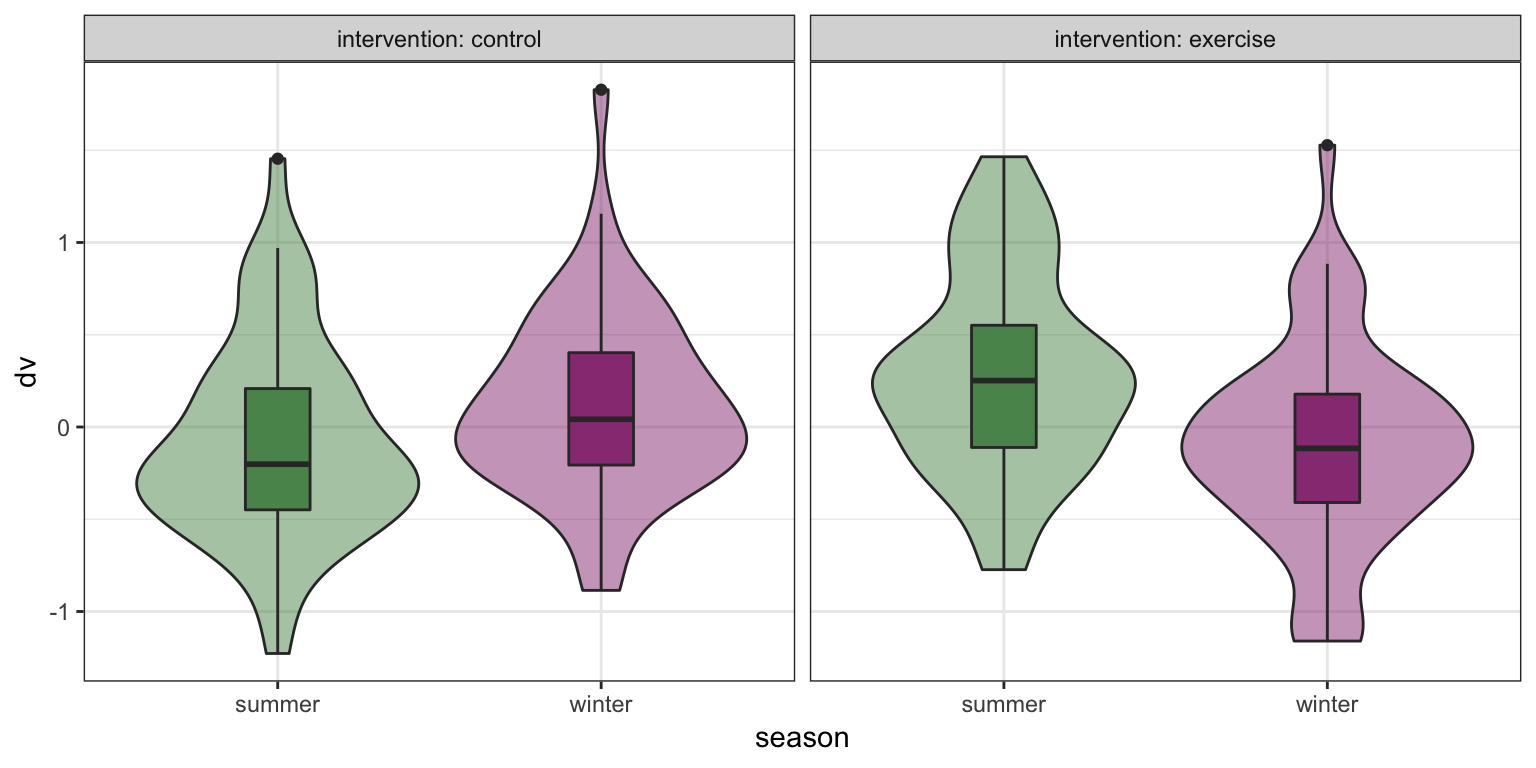 intervention: control
intervention: exercise
dv
1
0
-1
summer
winter
summer
winter
season